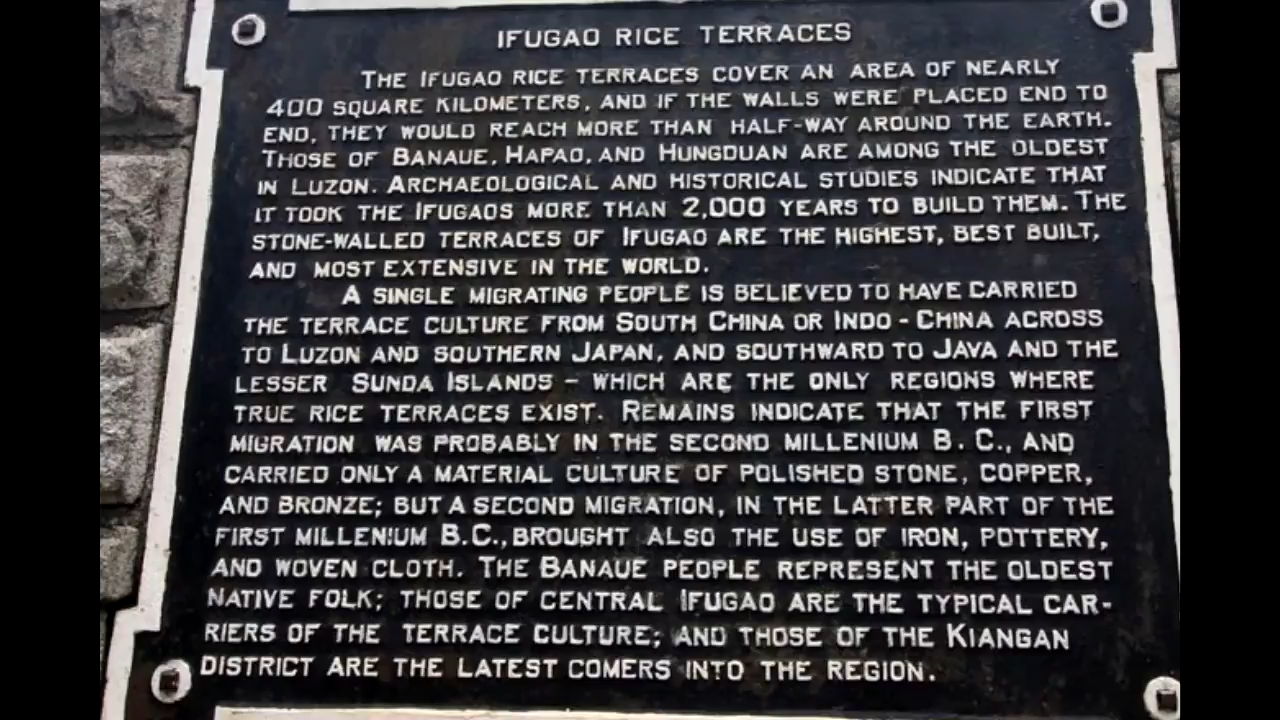 IFUGAO RICE TERRACES
THE IFUGAO RICE TERRACES COVER AN AREA OF NEARLY
400 SQUARE KILOMETERS, AND IF THE WALLS WERE PLACED END TO
END, THEY WOULD REACH MORE THAN HALF-WAY AROUND THE EARTH.
THOSE OF BANAUE, HAPAO, AND HUNGDUAN ARE AMONG THE OLDEST
IN LUZON. ARCHAEOLOGICAL AND HISTORICAL STUDIES INDICATE THAT
IT TOOK THE IFUGAOS MORE THAN 2,000 YEARS TO BUILD THEM. THE
STONE-WALLED TERRACES OF IFUGAO ARE THE HIGHEST, BEST BUILT,
AND MOST EXTENSIVE IN THE WORLD.
A SINGLE MIGRATING PEOPLE IS BELIEVED TO HAVE CARRIED
THE TERRACE CULTURE FROM SOUTH CHINA OR INDO - CHINA ACROSS
TO LUZON AND SOUTHERN JAPAN, AND SOUTHWARD TO JAVA AND THE
LESSER SUNDA ISLANDS - WHICH ARE THE ONLY REGIONS WHERE
TRUE RICE TERRACES EXIST. REMAINS INDICATE THAT THE FIRST
MIGRATION WAS PROBABLY IN THE SECOND MILLENIUM B. C., AND
CARRIED ONLY A MATERIAL CULTURE OF POLISHED STONE, COPPER,
AND BRONZE; BUT A SECOND MIGRATION, IN THE LATTER PART OF THE
FIRST MILLENIUM B.C., BROUGHT ALSO THE USE OF IRON, POTTERY,
AND WOVEN CLOTH. THE BANAUE PEOPLE REPRESENT THE OLDEST
NATIVE FOLK; THOSE OF CENTRAL IFUGAO ARE THE TYPICAL CAR-
RIERS OF THE TERRACE CULTURE; AND THOSE OF THE KIANGAN
DISTRICT ARE THE LATEST COMERS INTO THE REGION.